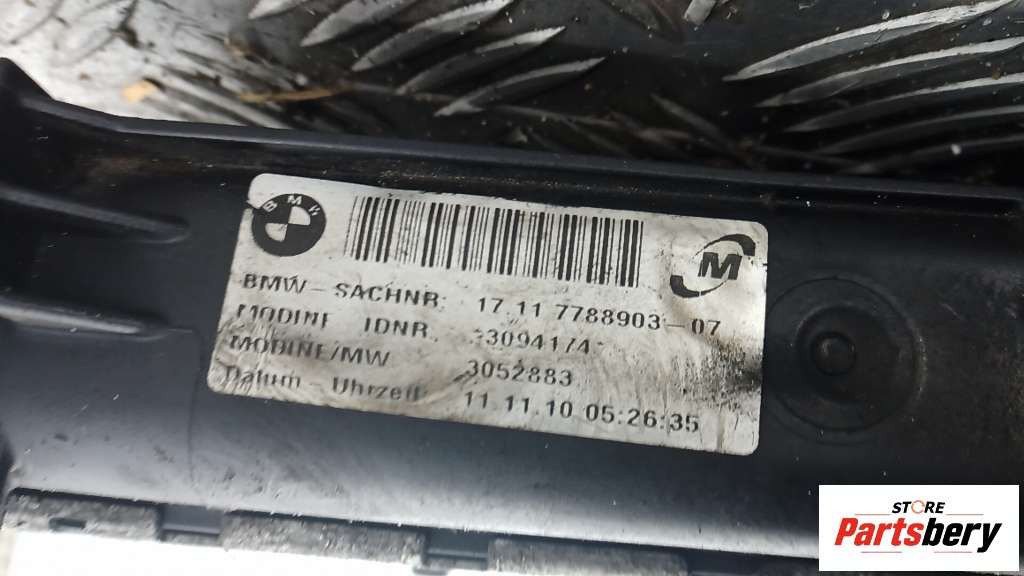 BMW
M
BMW-SACHNR: 17 11 7788903-07
MODINE IDNR. 3094174
MODINE/MW 3052883
Datum-Uhrzeit 11.11.10 05:26:35
STORE
Partsbery